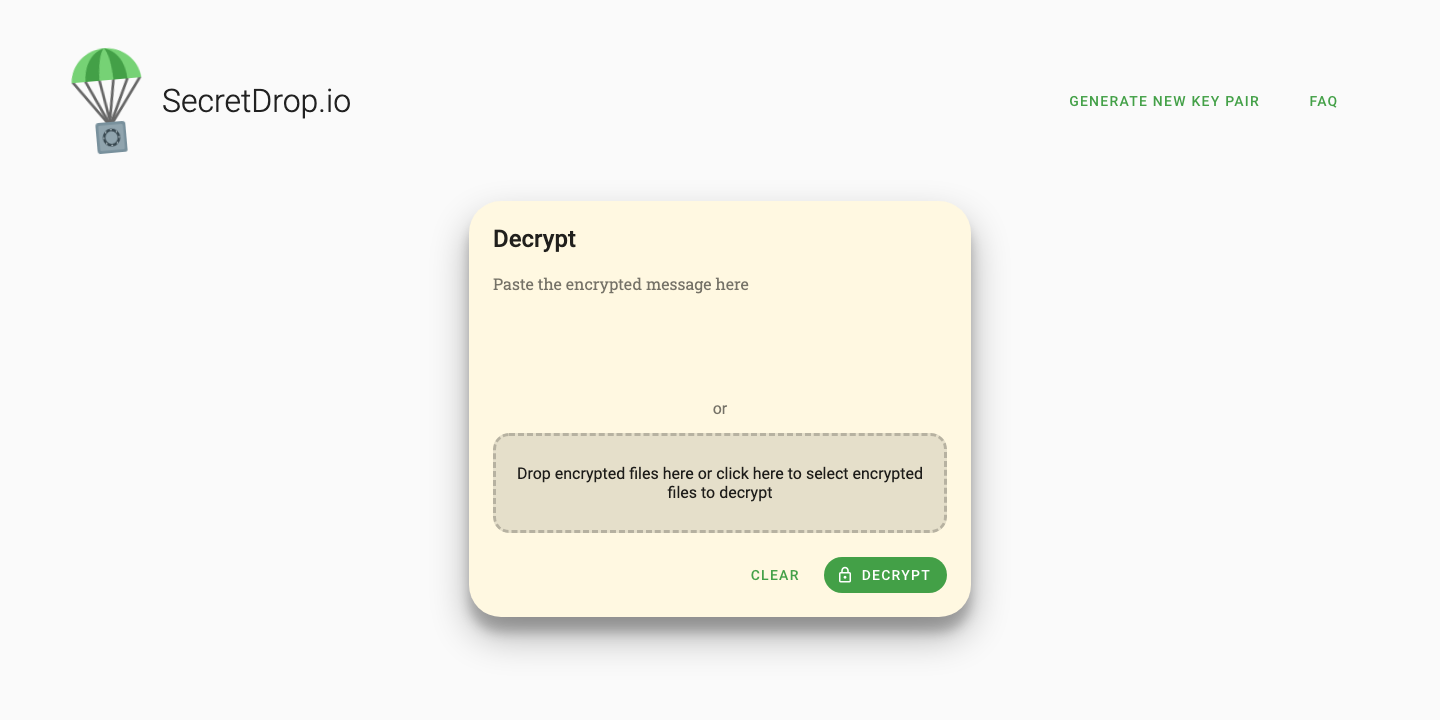 SecretDrop.io
GENERATE NEW KEY PAIR
FAQ
Decrypt
Paste the encrypted message here
or
Drop encrypted files here or click here to select encrypted
files to decrypt
CLEAR
DECRYPT